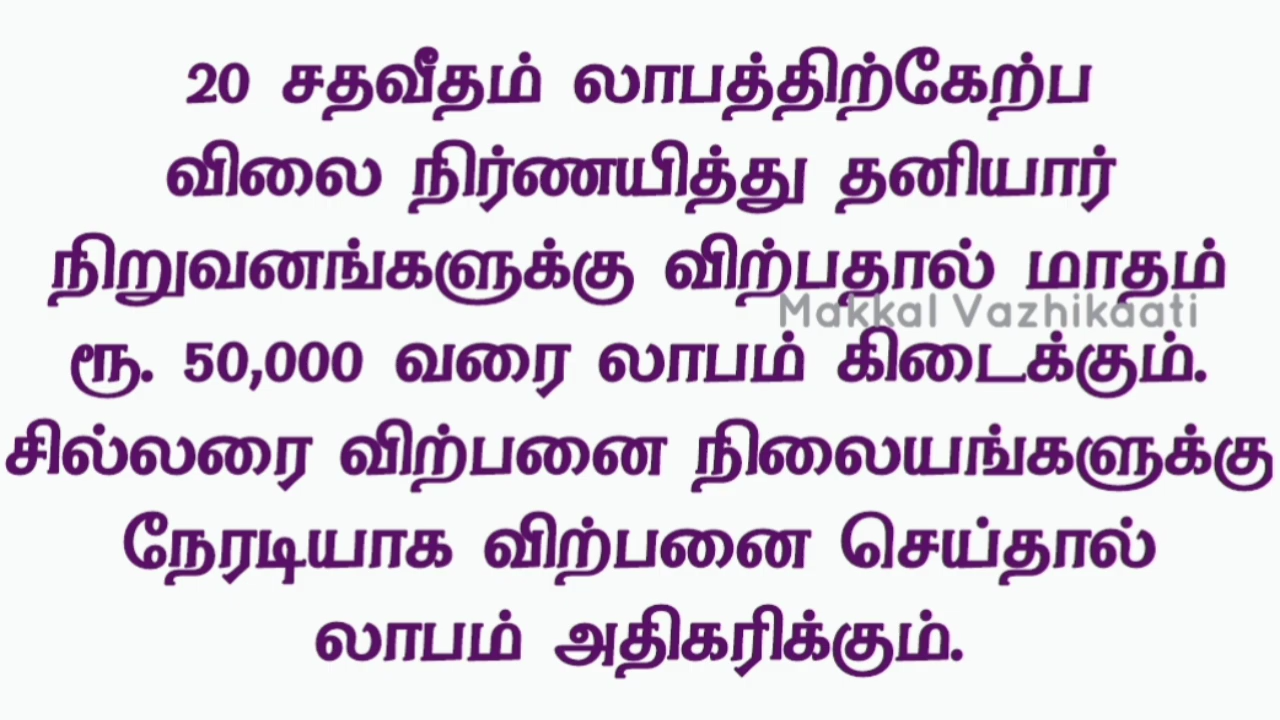 20 சதவீதம் லாபத்திற்கேற்ப
விலை நிர்ணயித்து தனியார்
நிறுவனங்களுக்கு விற்பதால் மாதம்
Makkal Vazhikaati
ரூ. 50,000 வரை லாபம் கிடைக்கும்.
சில்லரை விற்பனை நிலையங்களுக்கு
நேரடியாக விற்பனை செய்தால்
லாபம் அதிகரிக்கும்.